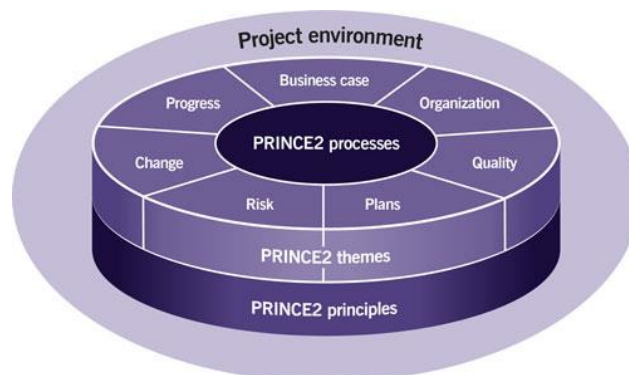 Project environment
Business case
Progress
Organization
PRINCE2 processes
Change
Quality
Risk
Plans
PRINCE2 themes
PRINCE2 principles